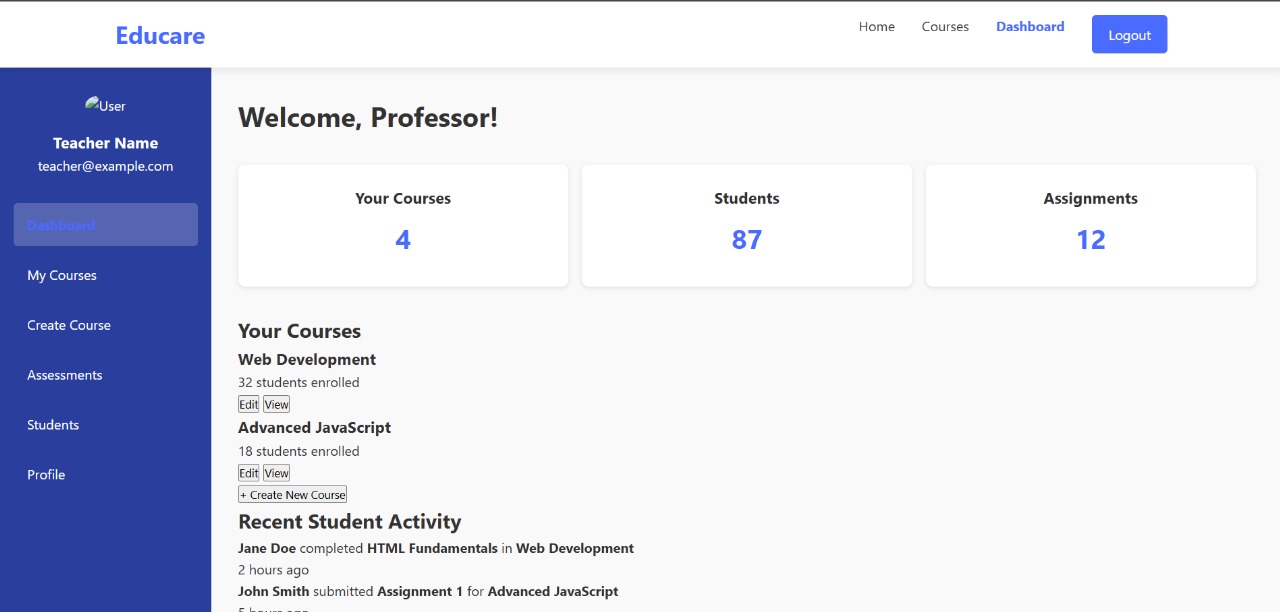 Educare
Home Courses Dashboard Logout
User
Teacher Name
teacher@example.com
Dashboard
My Courses
Create Course
Assessments
Students
Profile
Welcome, Professor!
Your Courses
4
Students
87
Assignments
12
Your Courses
Web Development
32 students enrolled
Edit View
Advanced JavaScript
18 students enrolled
Edit View
+ Create New Course
Recent Student Activity
Jane Doe completed HTML Fundamentals in Web Development
2 hours ago
John Smith submitted Assignment 1 for Advanced JavaScript
5 hours ago